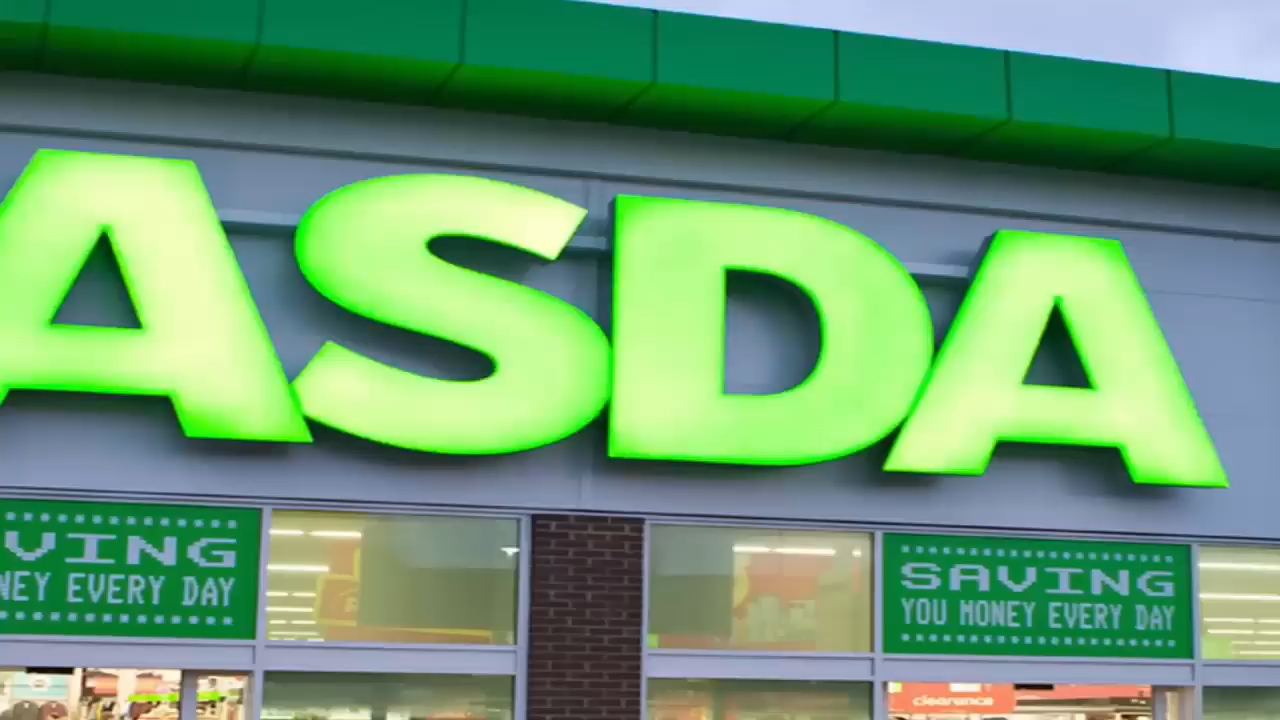 ASDA
VING
NEY EVERY DAY
SAVING
YOU MONEY EVERY DAY
clearance